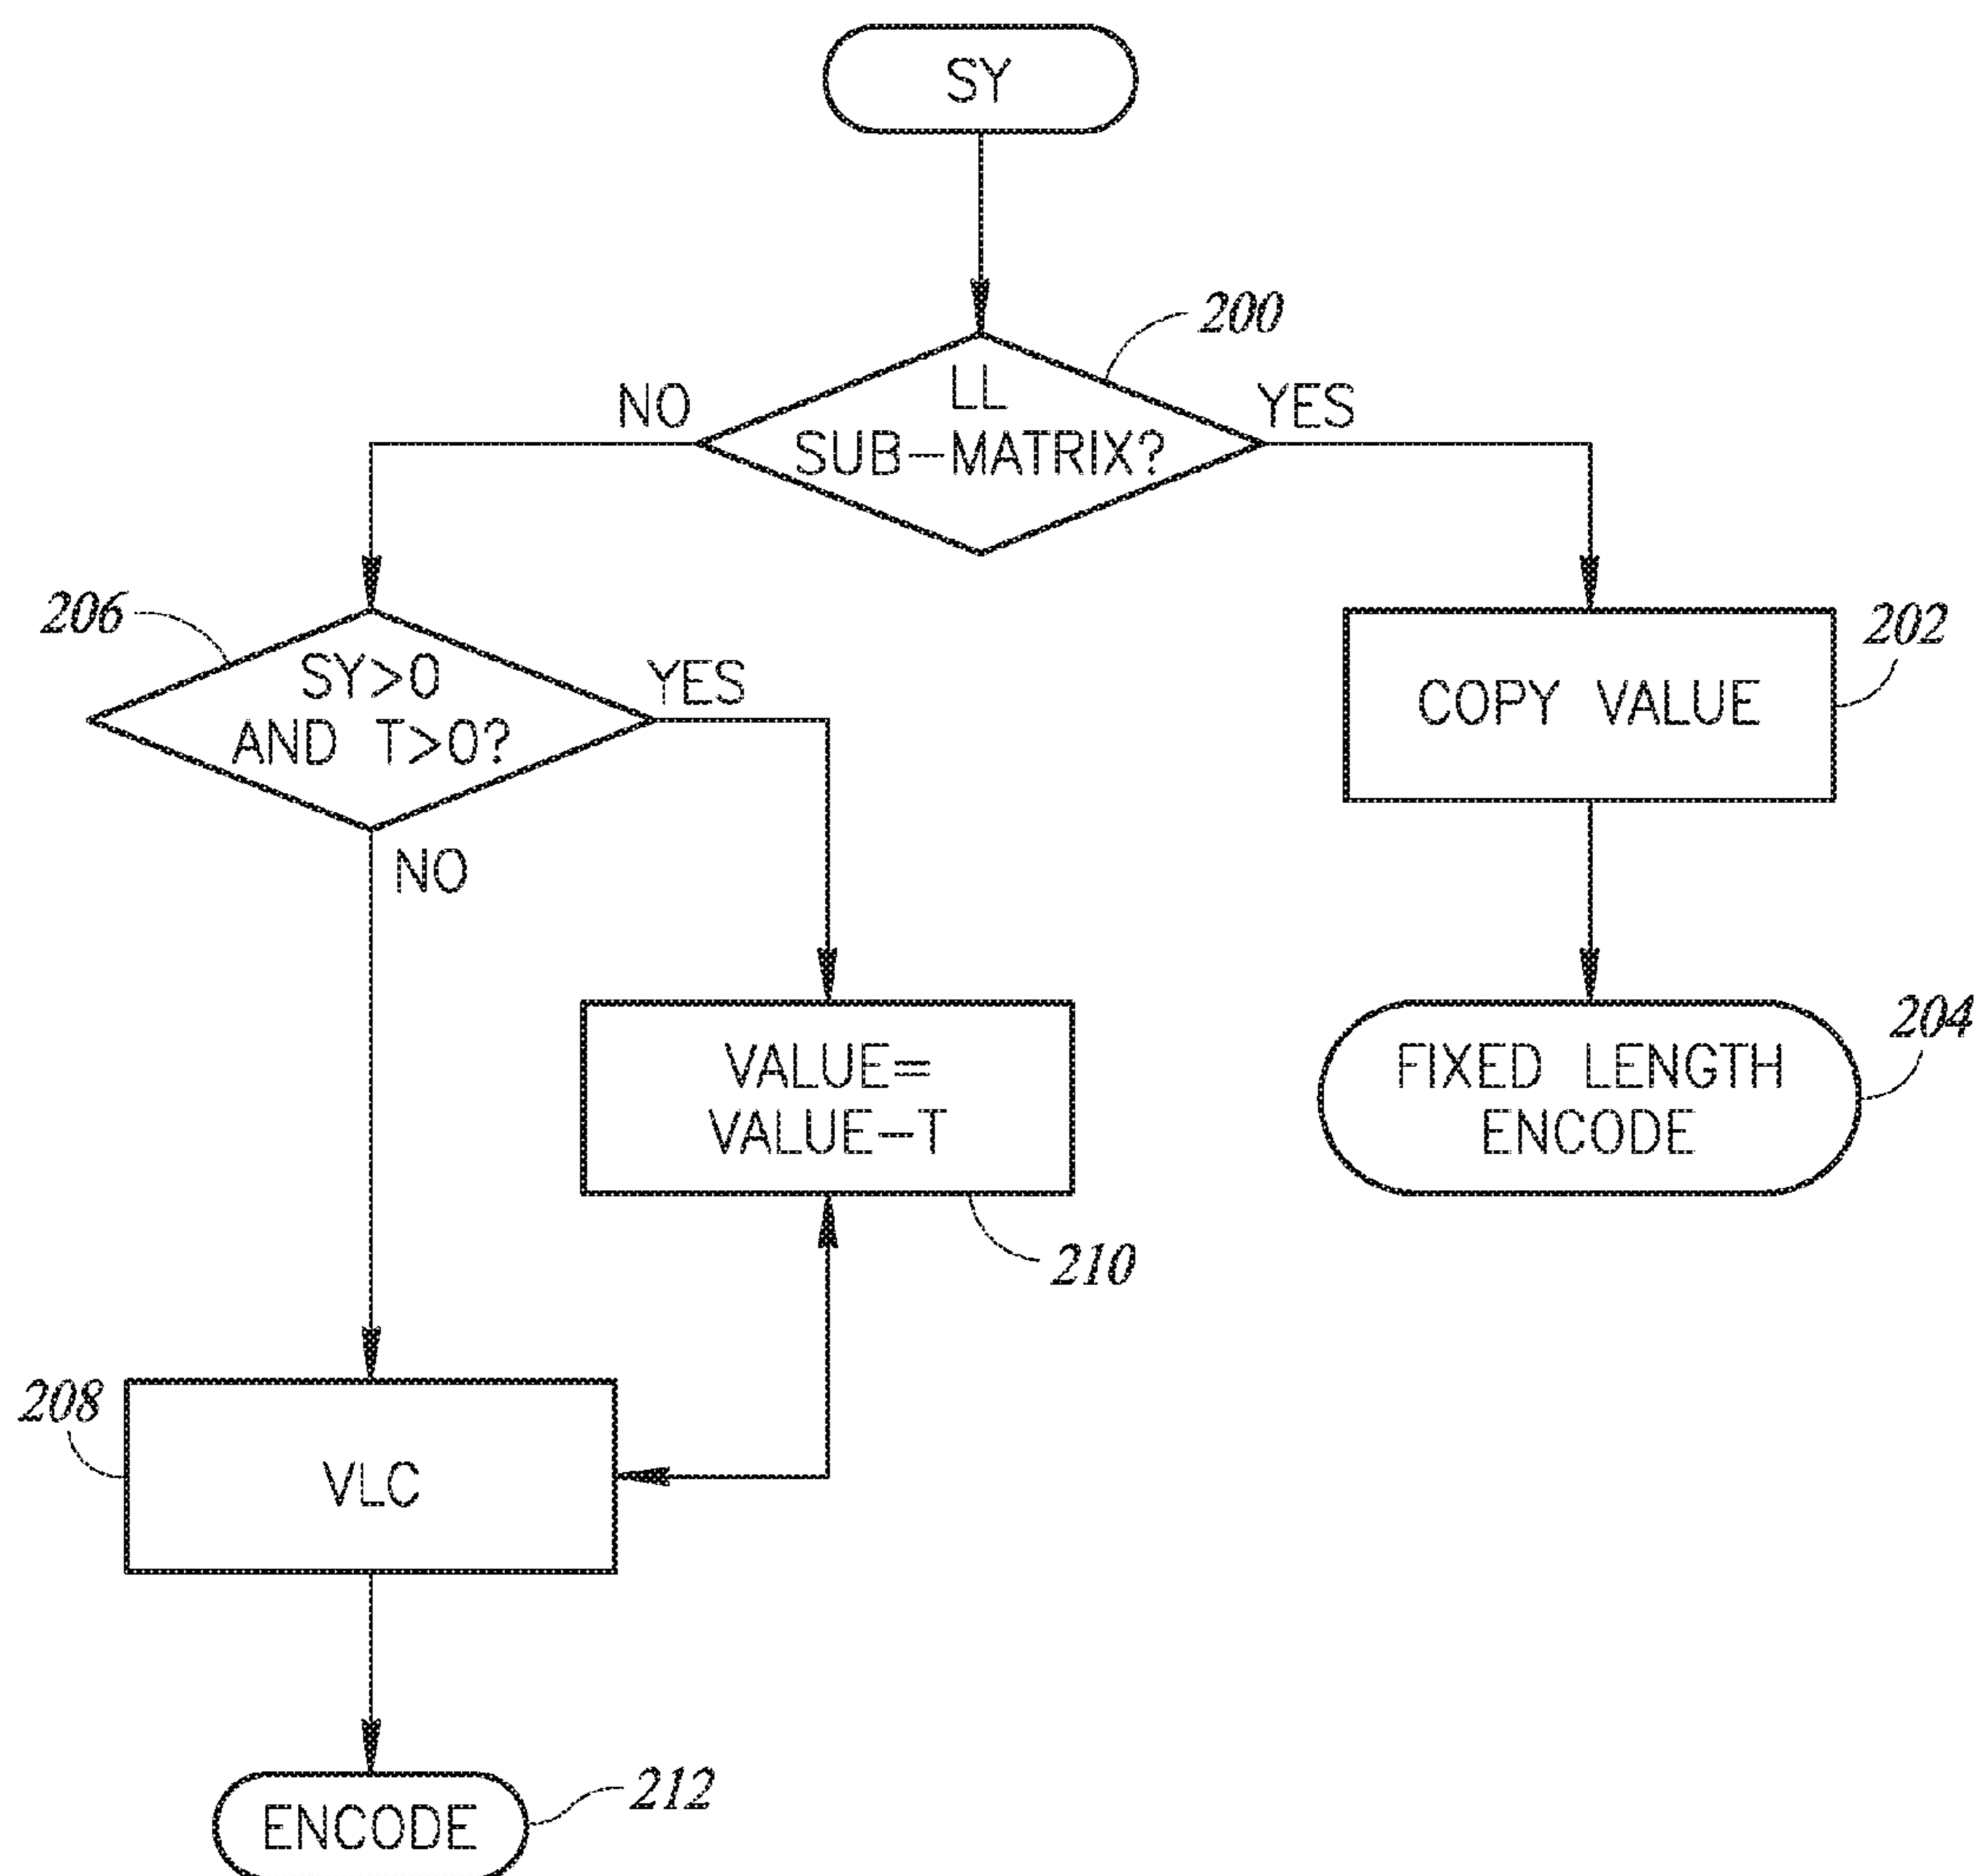 SY
200
LL
SUB-MATRIX?
NO
YES
206
SY>0
AND T>0?
YES
NO
202
COPY VALUE
VALUE=
VALUE-T
210
204
FIXED LENGTH
ENCODE
208
VLC
212
ENCODE